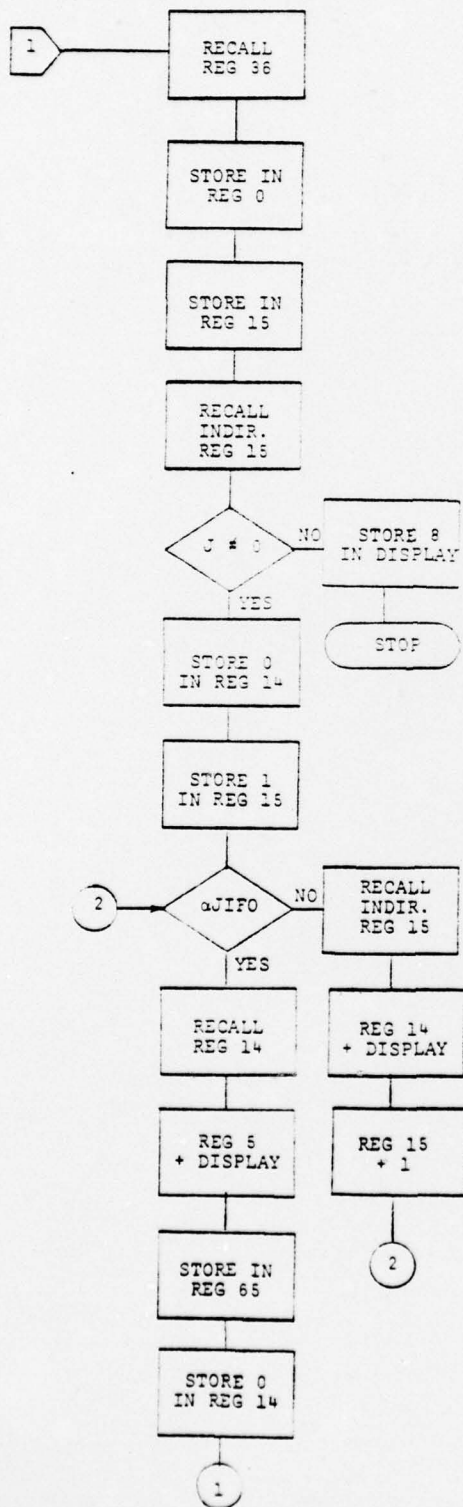 1
RECALL
REG 36
STORE IN
REG 0
STORE IN
REG 15
RECALL
INDIR.
REG 15
J ≠ 0
NO
STORE 8
IN DISPLAY
YES
STOP
STORE 0
IN REG 14
STORE 1
IN REG 15
2
αJIFO
NO
RECALL
INDIR.
REG 15
YES
RECALL
REG 14
REG 14
+ DISPLAY
REG 5
+ DISPLAY
REG 15
+ 1
STORE IN
REG 65
2
STORE 0
IN REG 14
1